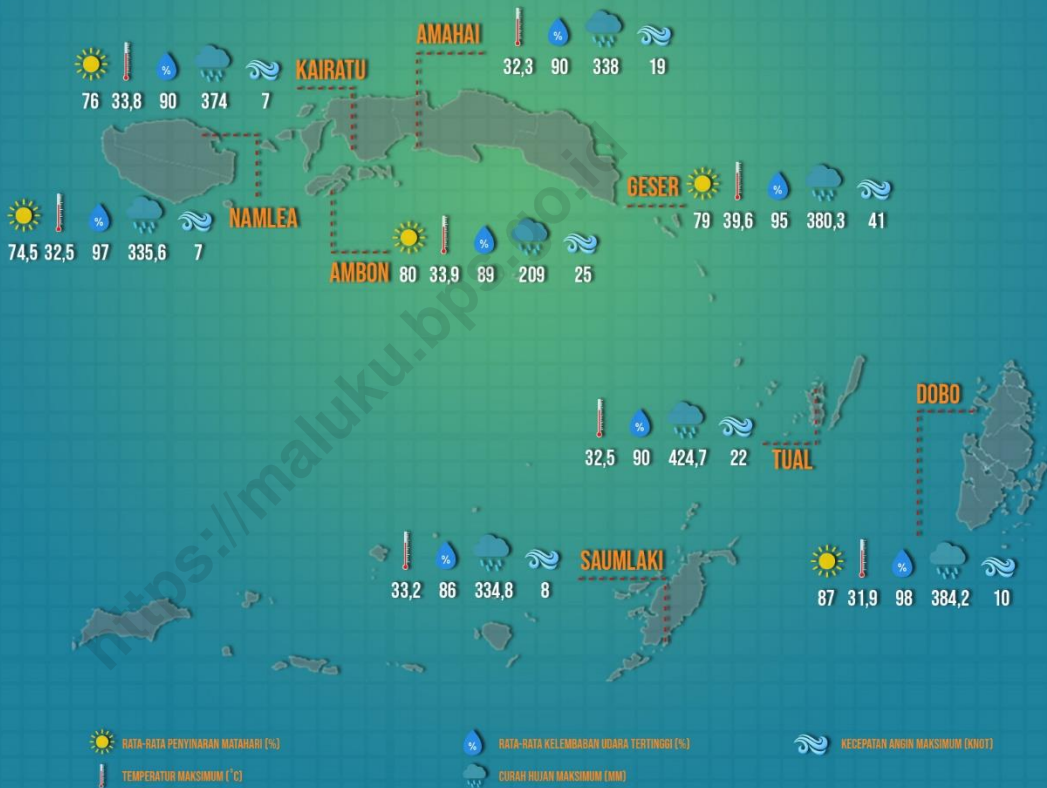 AMAHAI
32,3 90 338 19
KAIRATU
76 33,8 90 374 7
%
NAMLEA
74,5 32,5 97 335,6 7
%
GESER
79 39,6 95 380,3 41
%
AMBON
80 33,9 89 209 25
%
TUAL
32,5 90 424,7 22
%
DOBO
87 31,9 98 384,2 10
%
SAUMLAKI
33,2 86 334,8 8
%
%
https://maluku.bps.go.id
RATA-RATA PENYINARAN MATAHARI (%)
% RATA-RATA KELEMBABAN UDARA TERTINGGI (%)
KECEPATAN ANGIN MAKSIMUM (KNOT)
TEMPERATUR MAKSIMUM (°C)
CURAH HUJAN MAKSIMUM (MM)